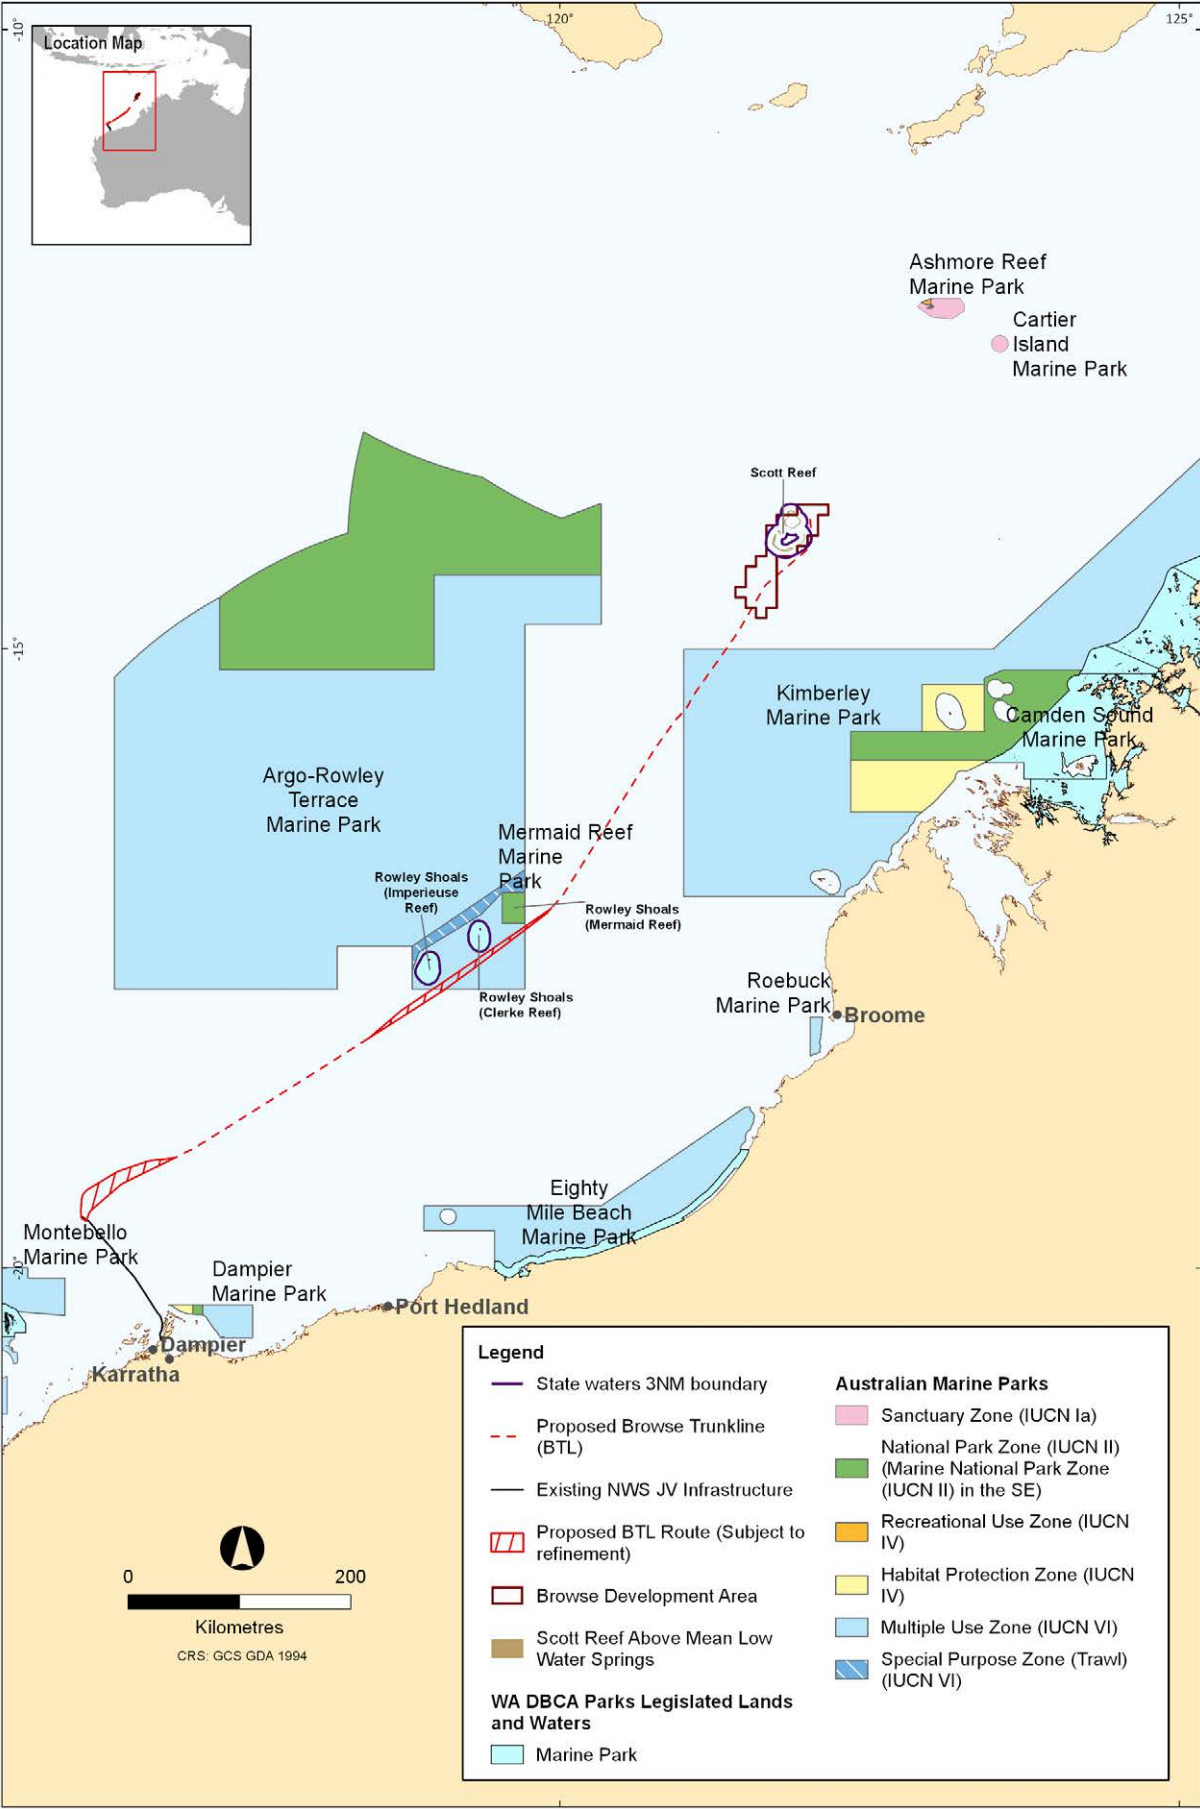 120°
125°
-10°
Location Map
Ashmore Reef
Marine Park
Cartier
Island
Marine Park
Scott Reef
-15°
Kimberley
Marine Park
Camden Sound
Marine Park
Argo-Rowley
Terrace
Marine Park
Mermaid Reef
Marine
Park
Rowley Shoals
(Imperieuse
Reef)
Rowley Shoals
(Mermaid Reef)
Rowley Shoals
(Clerke Reef)
Roebuck
Marine Park
Broome
Eighty
Mile Beach
Marine Park
Montebello
Marine Park
-20°
Dampier
Marine Park
Port Hedland
Dampier
Karratha
0
200
Kilometres
CRS: GCS GDA 1994
Legend
State waters 3NM boundary
Proposed Browse Trunkline
(BTL)
Existing NWS JV Infrastructure
Proposed BTL Route (Subject to
refinement)
Browse Development Area
Scott Reef Above Mean Low
Water Springs
WA DBCA Parks Legislated Lands
and Waters
Marine Park
Australian Marine Parks
Sanctuary Zone (IUCN Ia)
National Park Zone (IUCN II)
(Marine National Park Zone
(IUCN II) in the SE)
Recreational Use Zone (IUCN
IV)
Habitat Protection Zone (IUCN
IV)
Multiple Use Zone (IUCN VI)
Special Purpose Zone (Trawl)
(IUCN VI)